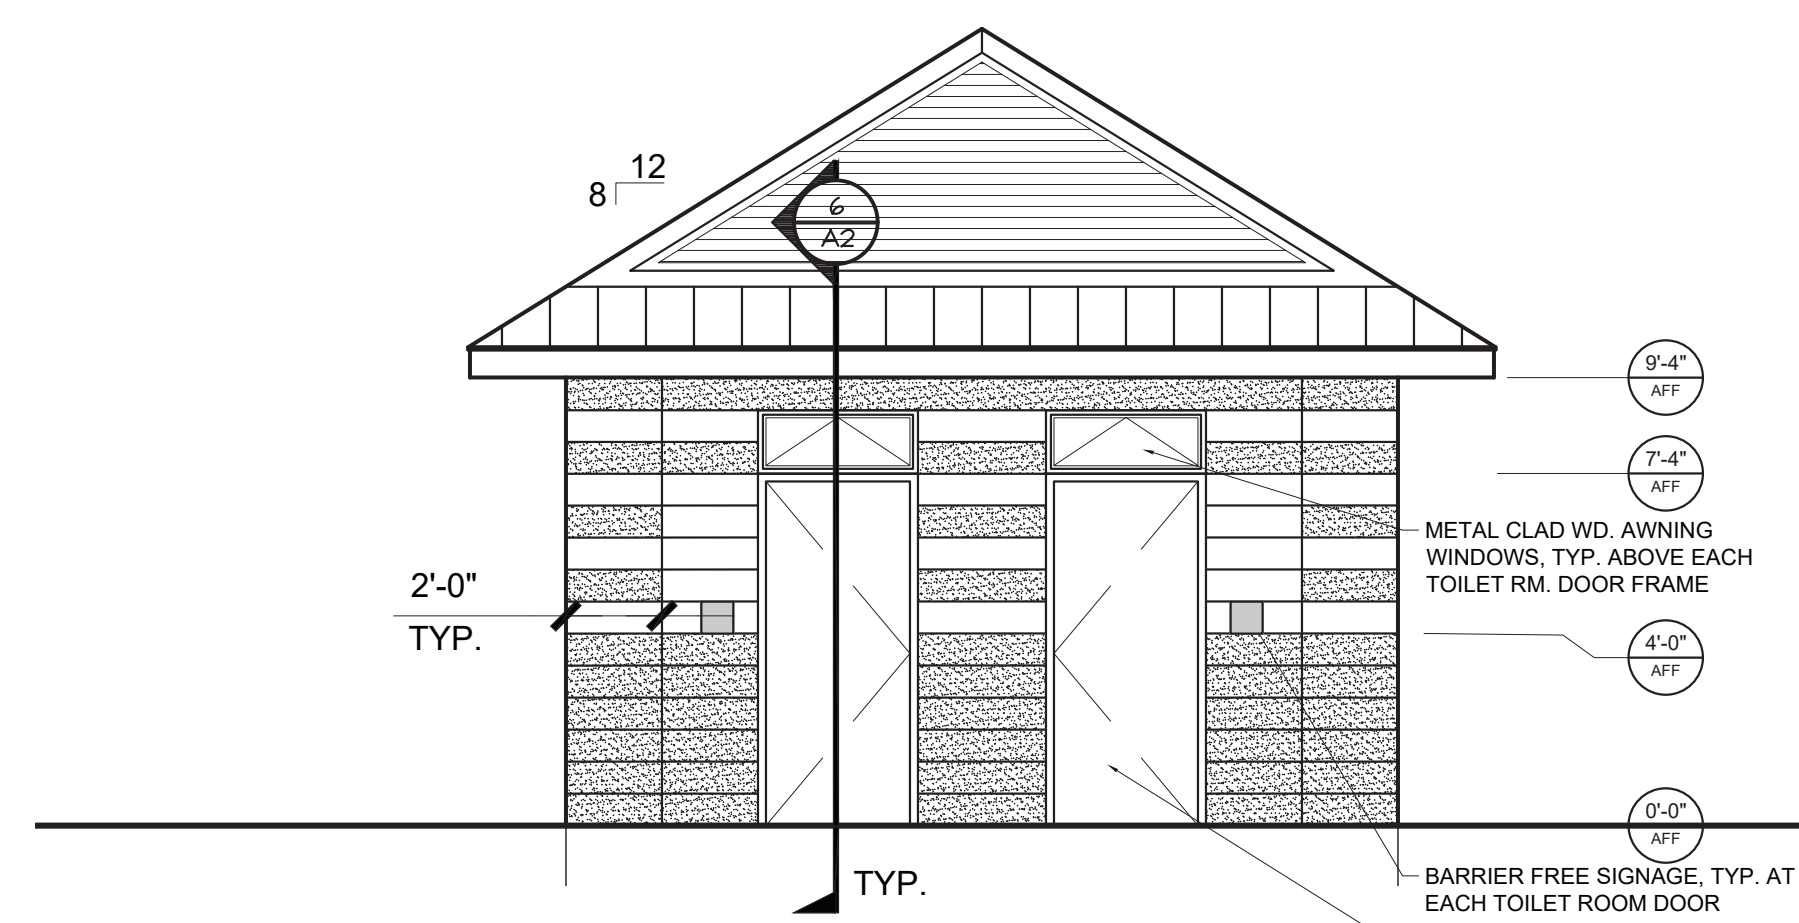 12
8
6
A2
9'-4"
AFF
7'-4"
AFF
METAL CLAD WD. AWNING
WINDOWS, TYP. ABOVE EACH
TOILET RM. DOOR FRAME
2'-0"
TYP.
4'-0"
AFF
0'-0"
AFF
TYP.
BARRIER FREE SIGNAGE, TYP. AT
EACH TOILET ROOM DOOR